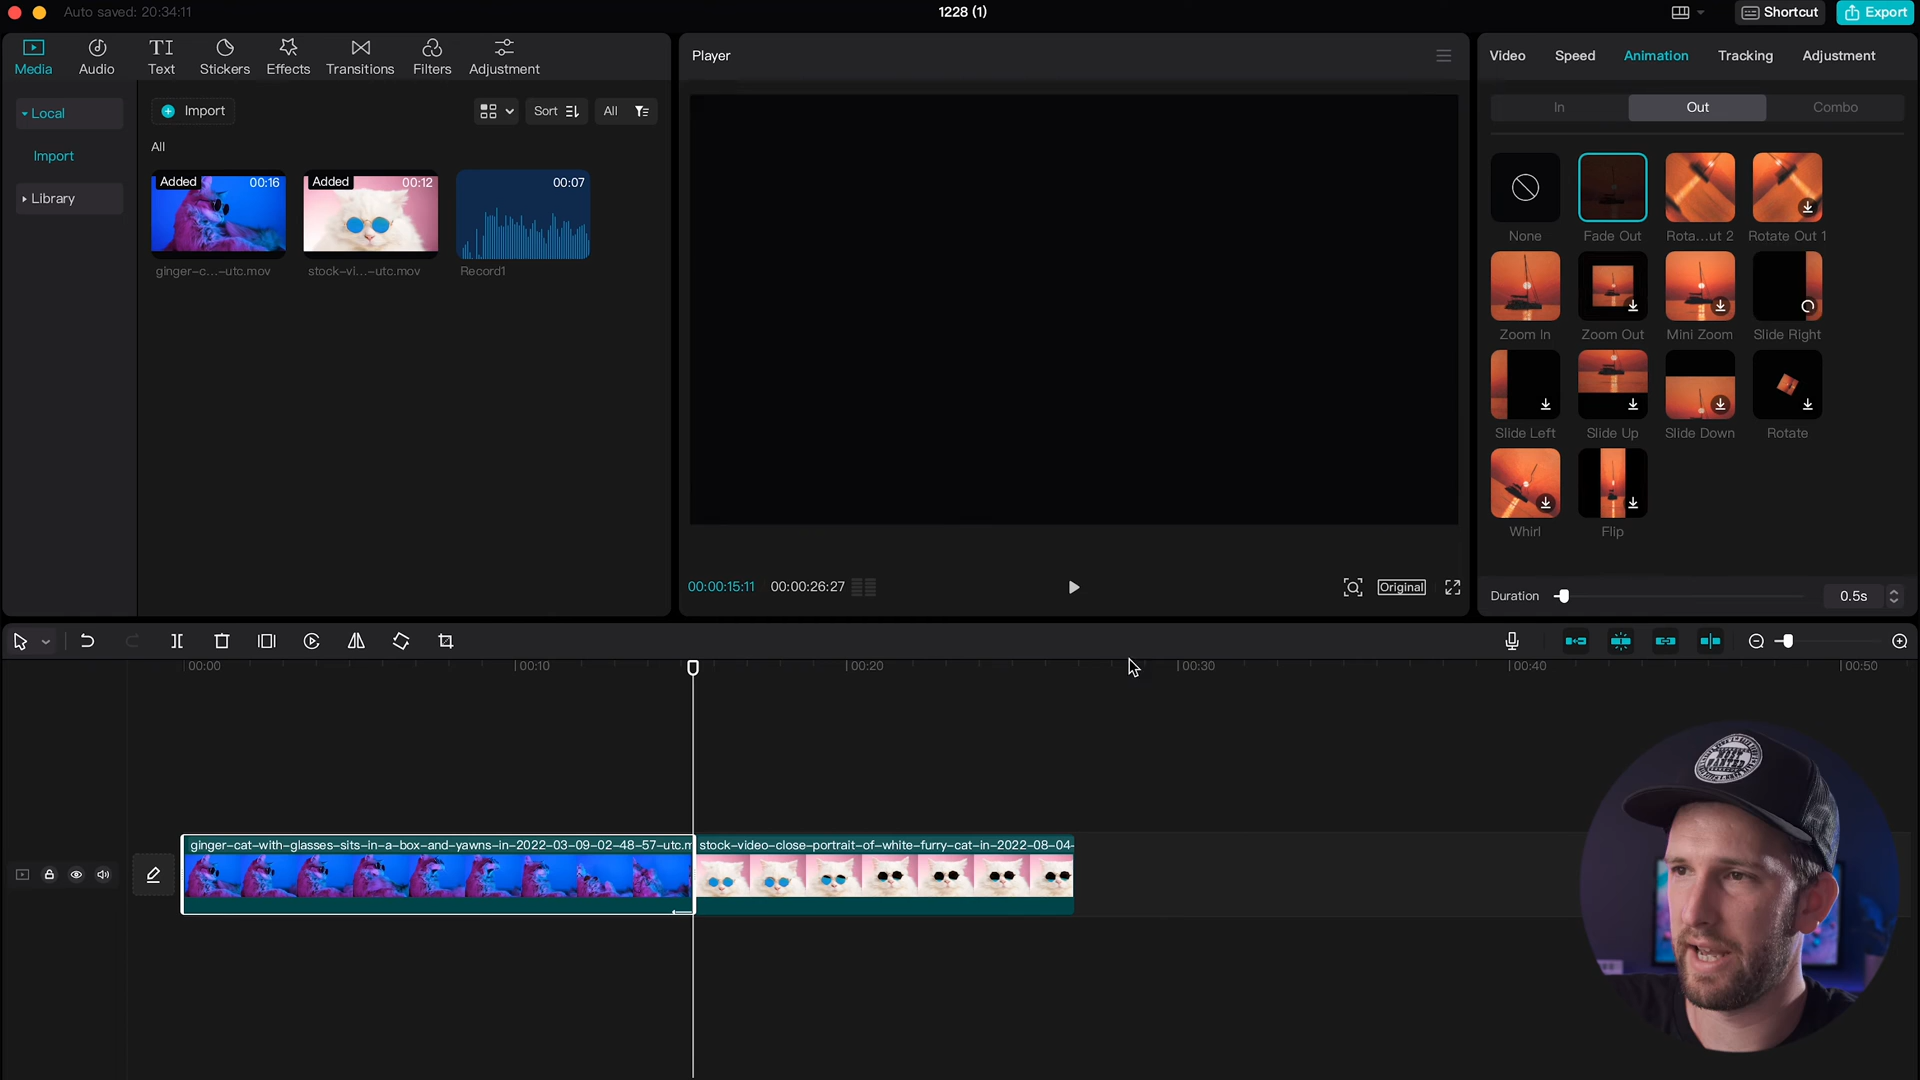 Auto saved: 20:34:11
1228 (1)
Shortcut
Export
Media
Audio
Text
Stickers
Effects
Transitions
Filters
Adjustment
Local
Import
Library
Import
Sort
All
All
Added
00:16
ginger-c...-utc.mov
Added
00:12
stock-vi...-utc.mov
00:07
Record1
Player
00:00:15:11
00:00:26:27
Original
Video
Speed
Animation
Tracking
Adjustment
In
Out
Combo
None
Fade Out
Rota...ut 2
Rotate Out 1
Zoom In
Zoom Out
Mini Zoom
Slide Right
Slide Left
Slide Up
Slide Down
Rotate
Whirl
Flip
Duration
0.5s
00:00
00:10
00:20
00:30
00:40
00:50
ginger-cat-with-glasses-sits-in-a-box-and-yawns-in-2022-03-09-02-48-57-utc.m
stock-video-close-portrait-of-white-furry-cat-in-2022-08-04-